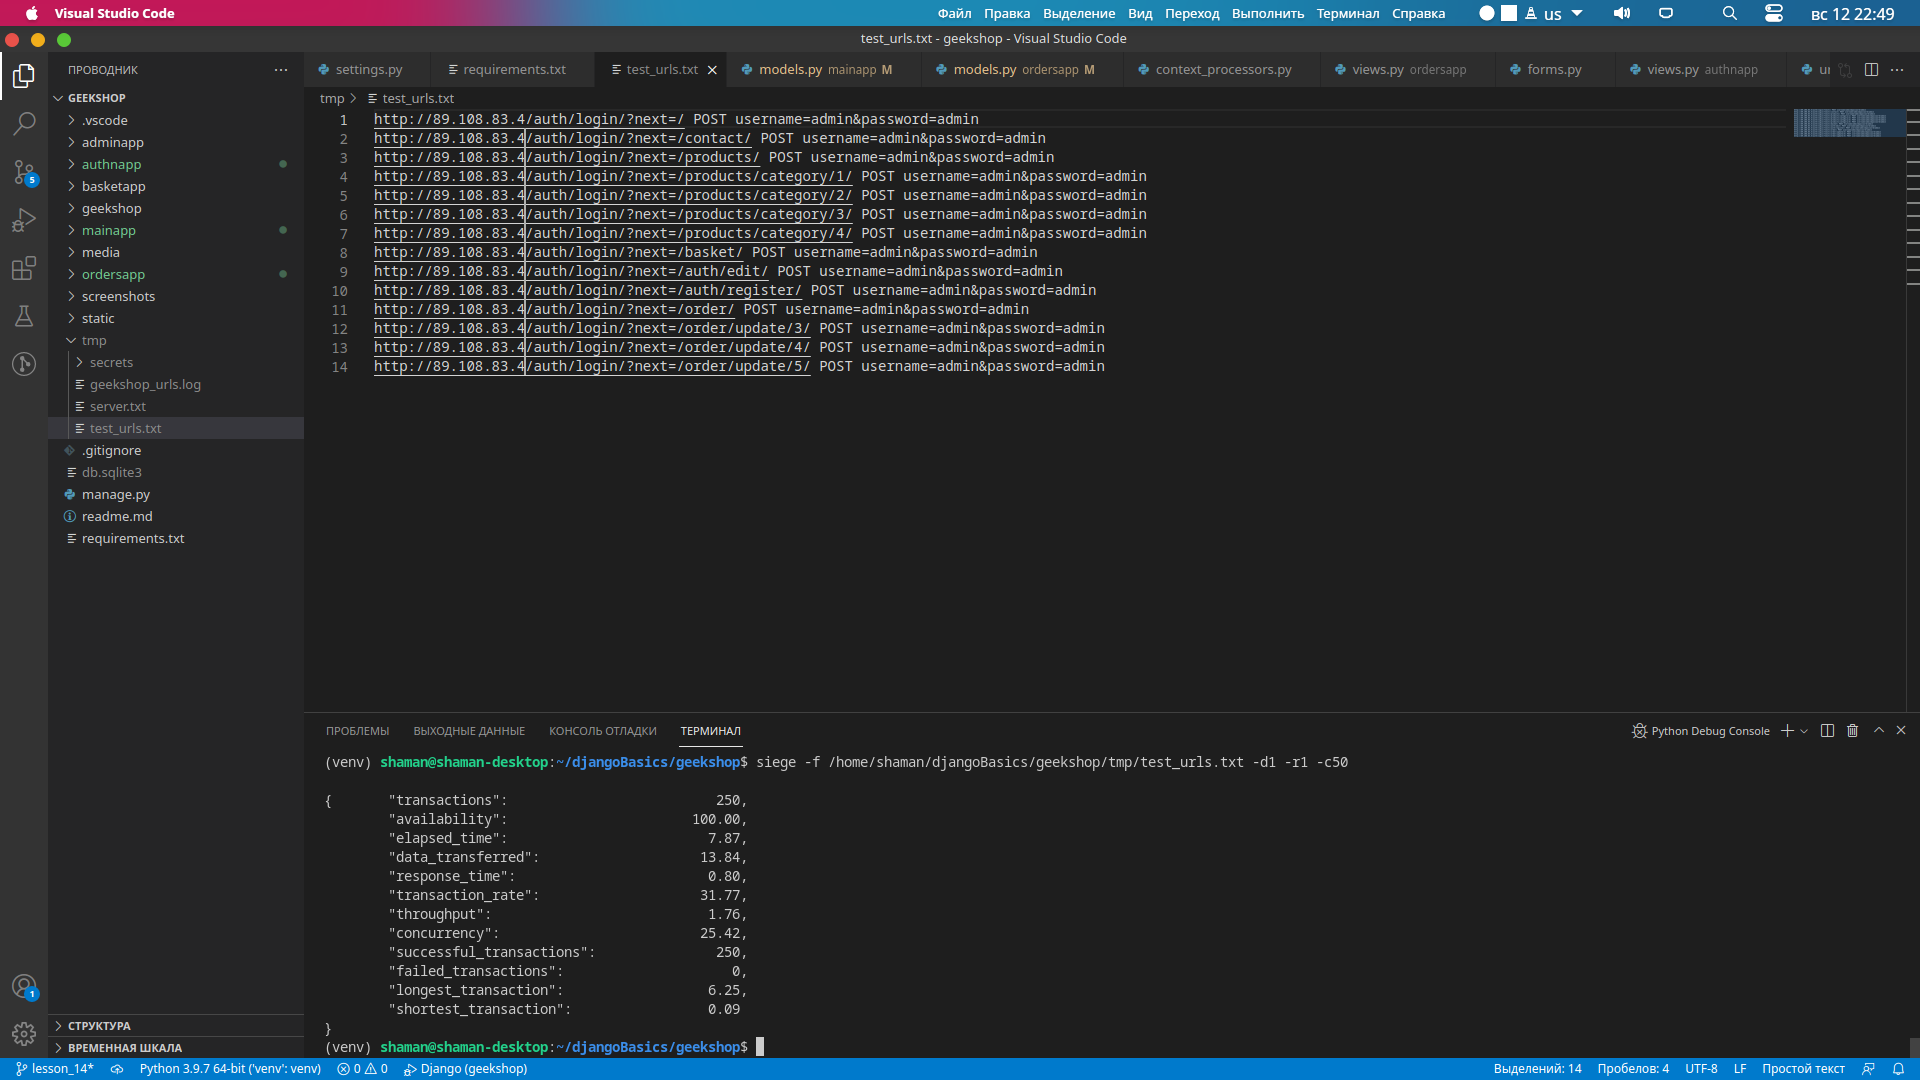 Visual Studio Code Файл Правка Выделение Вид Переход Выполнить Терминал Справка us вс 12 22:49
test_urls.txt - geekshop - Visual Studio Code
ПРОВОДНИК
settings.py requirements.txt test_urls.txt models.py mainapp M models.py ordersapp M context_processors.py views.py ordersapp forms.py views.py authnapp
tmp > test_urls.txt
GEEKSHOP
.vscode
adminapp
authnapp
basketapp
geekshop
mainapp
media
ordersapp
screenshots
static
tmp
secrets
geekshop_urls.log
server.txt
test_urls.txt
.gitignore
db.sqlite3
manage.py
readme.md
requirements.txt
5
1
СТРУКТУРА
ВРЕМЕННАЯ ШКАЛА
1 http://89.108.83.4/auth/login/?next=/ POST username=admin&password=admin
2 http://89.108.83.4/auth/login/?next=/contact/ POST username=admin&password=admin
3 http://89.108.83.4/auth/login/?next=/products/ POST username=admin&password=admin
4 http://89.108.83.4/auth/login/?next=/products/category/1/ POST username=admin&password=admin
5 http://89.108.83.4/auth/login/?next=/products/category/2/ POST username=admin&password=admin
6 http://89.108.83.4/auth/login/?next=/products/category/3/ POST username=admin&password=admin
7 http://89.108.83.4/auth/login/?next=/products/category/4/ POST username=admin&password=admin
8 http://89.108.83.4/auth/login/?next=/basket/ POST username=admin&password=admin
9 http://89.108.83.4/auth/login/?next=/auth/edit/ POST username=admin&password=admin
10 http://89.108.83.4/auth/login/?next=/auth/register/ POST username=admin&password=admin
11 http://89.108.83.4/auth/login/?next=/order/ POST username=admin&password=admin
12 http://89.108.83.4/auth/login/?next=/order/update/3/ POST username=admin&password=admin
13 http://89.108.83.4/auth/login/?next=/order/update/4/ POST username=admin&password=admin
14 http://89.108.83.4/auth/login/?next=/order/update/5/ POST username=admin&password=admin
ПРОБЛЕМЫ ВЫХОДНЫЕ ДАННЫЕ КОНСОЛЬ ОТЛАДКИ ТЕРМИНАЛ Python Debug Console
(venv) shaman@shaman-desktop:~/djangoBasics/geekshop$ siege -f /home/shaman/djangoBasics/geekshop/tmp/test_urls.txt -d1 -r1 -c50
{ "transactions": 250,
"availability": 100.00,
"elapsed_time": 7.87,
"data_transferred": 13.84,
"response_time": 0.80,
"transaction_rate": 31.77,
"throughput": 1.76,
"concurrency": 25.42,
"successful_transactions": 250,
"failed_transactions": 0,
"longest_transaction": 6.25,
"shortest_transaction": 0.09
}
(venv) shaman@shaman-desktop:~/djangoBasics/geekshop$
lesson_14* Python 3.9.7 64-bit ('venv': venv) 0 0 Django (geekshop) Выделений: 14 Пробелов: 4 UTF-8 LF Простой текст